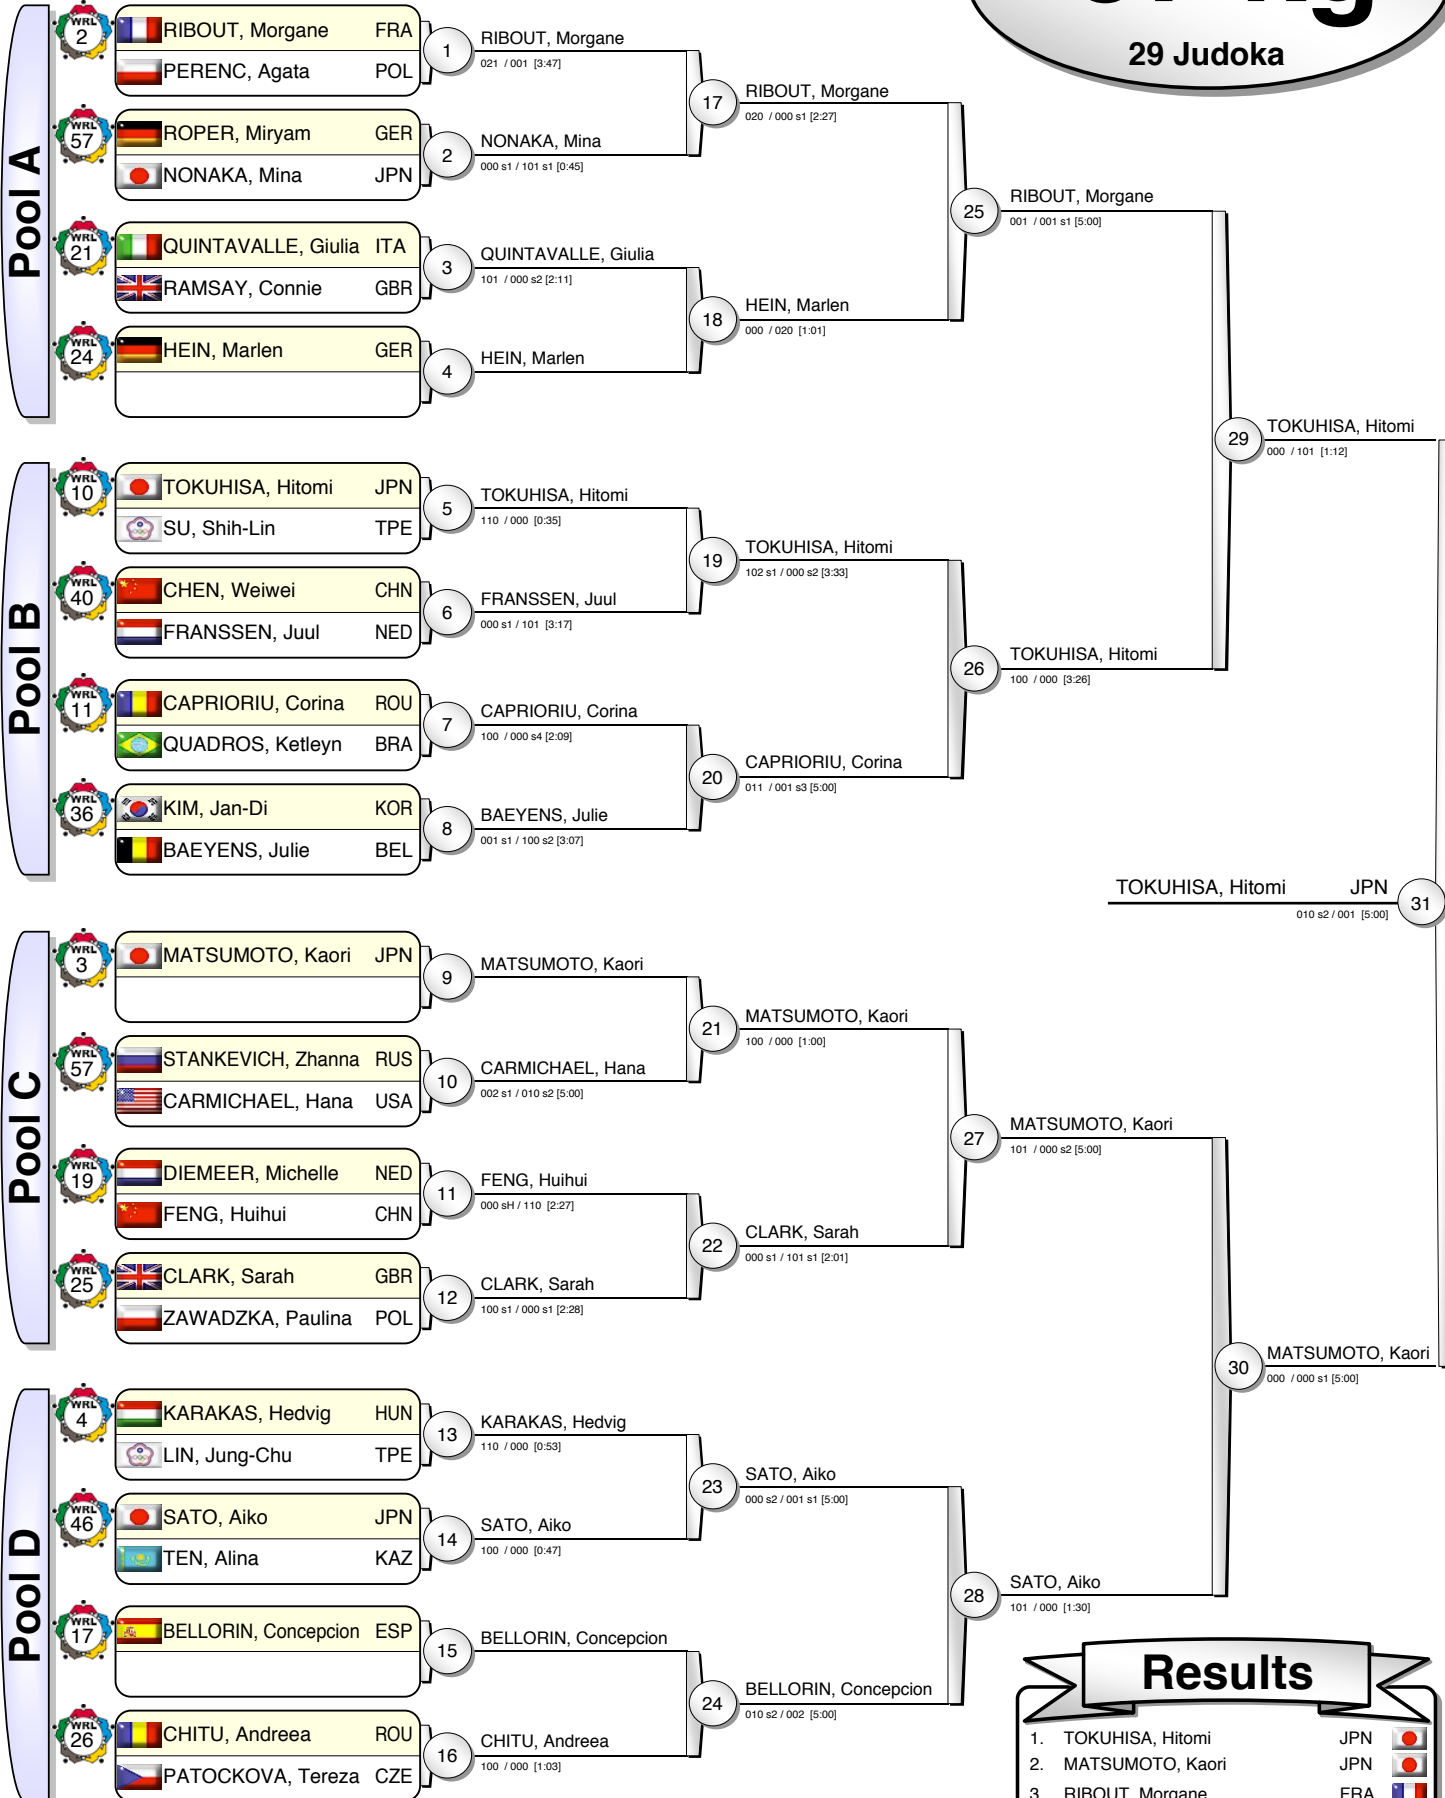 29 Judoka
Pool A
WRL 2
RIBOUT, Morgane FRA
PERENC, Agata POL
1
RIBOUT, Morgane
021 / 001 [3:47]
WRL 57
ROPER, Miryam GER
NONAKA, Mina JPN
2
NONAKA, Mina
000 s1 / 101 s1 [0:45]
17
RIBOUT, Morgane
020 / 000 s1 [2:27]
WRL 21
QUINTAVALLE, Giulia ITA
RAMSAY, Connie GBR
3
QUINTAVALLE, Giulia
101 / 000 s2 [2:11]
WRL 24
HEIN, Marlen GER
4
HEIN, Marlen
18
HEIN, Marlen
000 / 020 [1:01]
25
RIBOUT, Morgane
001 / 001 s1 [5:00]
Pool B
WRL 10
TOKUHISA, Hitomi JPN
SU, Shih-Lin TPE
5
TOKUHISA, Hitomi
110 / 000 [0:35]
WRL 40
CHEN, Weiwei CHN
FRANSSEN, Juul NED
6
FRANSSEN, Juul
000 s1 / 101 [3:17]
19
TOKUHISA, Hitomi
102 s1 / 000 s2 [3:33]
WRL 11
CAPRIORIU, Corina ROU
QUADROS, Ketleyn BRA
7
CAPRIORIU, Corina
100 / 000 s4 [2:09]
WRL 36
KIM, Jan-Di KOR
BAEYENS, Julie BEL
8
BAEYENS, Julie
001 s1 / 100 s2 [3:07]
20
CAPRIORIU, Corina
011 / 001 s3 [5:00]
26
TOKUHISA, Hitomi
100 / 000 [3:26]
29
TOKUHISA, Hitomi
000 / 101 [1:12]
TOKUHISA, Hitomi JPN
010 s2 / 001 [5:00]
31
Pool C
WRL 3
MATSUMOTO, Kaori JPN
9
MATSUMOTO, Kaori
WRL 57
STANKEVICH, Zhanna RUS
CARMICHAEL, Hana USA
10
CARMICHAEL, Hana
002 s1 / 010 s2 [5:00]
21
MATSUMOTO, Kaori
100 / 000 [1:00]
WRL 19
DIEMEER, Michelle NED
FENG, Huihui CHN
11
FENG, Huihui
000 sH / 110 [2:27]
WRL 25
CLARK, Sarah GBR
ZAWADZKA, Paulina POL
12
CLARK, Sarah
100 s1 / 000 s1 [2:28]
22
CLARK, Sarah
000 s1 / 101 s1 [2:01]
27
MATSUMOTO, Kaori
101 / 000 s2 [5:00]
Pool D
WRL 4
KARAKAS, Hedvig HUN
LIN, Jung-Chu TPE
13
KARAKAS, Hedvig
110 / 000 [0:53]
WRL 46
SATO, Aiko JPN
TEN, Alina KAZ
14
SATO, Aiko
100 / 000 [0:47]
23
SATO, Aiko
000 s2 / 001 s1 [5:00]
WRL 17
BELLORIN, Concepcion ESP
15
BELLORIN, Concepcion
WRL 26
CHITU, Andreea ROU
PATOCKOVA, Tereza CZE
16
CHITU, Andreea
100 / 000 [1:03]
24
BELLORIN, Concepcion
010 s2 / 002 [5:00]
28
SATO, Aiko
101 / 000 [1:30]
30
MATSUMOTO, Kaori
000 / 000 s1 [5:00]
Results
1. TOKUHISA, Hitomi JPN
2. MATSUMOTO, Kaori JPN
3. RIBOUT, Morgane FRA